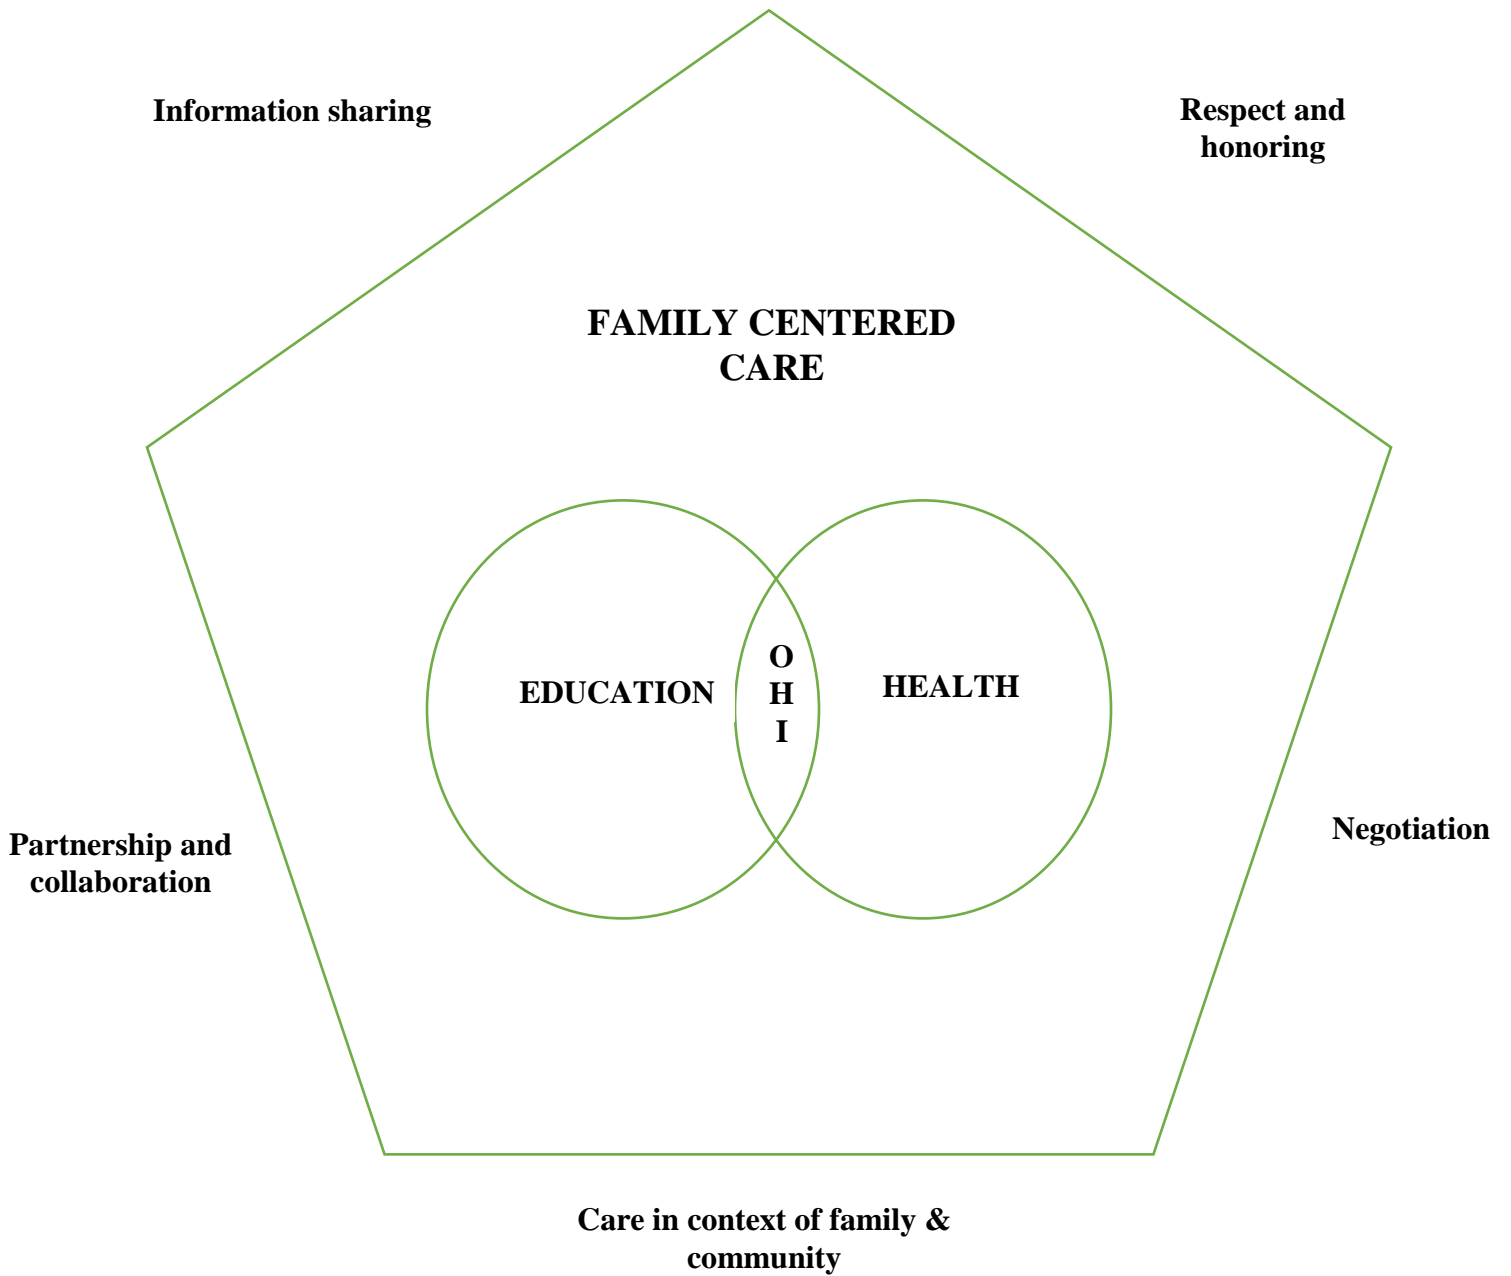 Information sharing
Respect and
honoring
FAMILY CENTERED
CARE
EDUCATION
O
H
I
HEALTH
Partnership and
collaboration
Negotiation
Care in context of family &
community